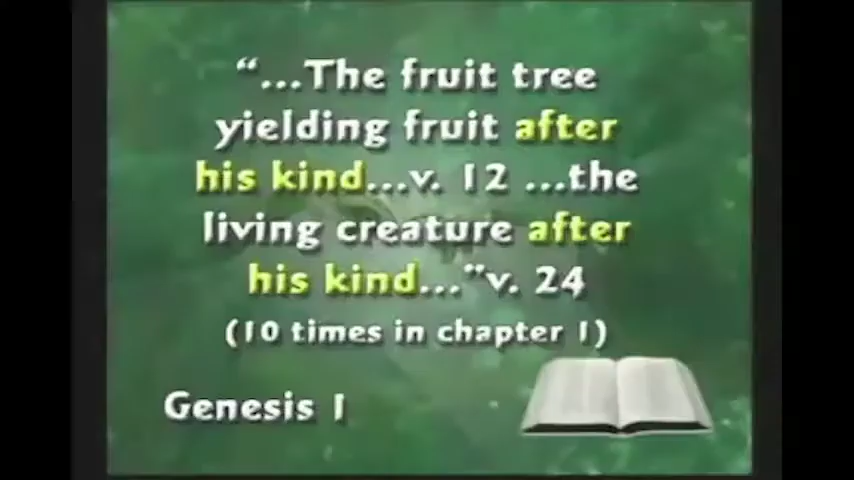 “...The fruit tree
yielding fruit after
his kind...v. 12 ...the
living creature after
his kind...”v. 24
(10 times in chapter 1)
Genesis 1